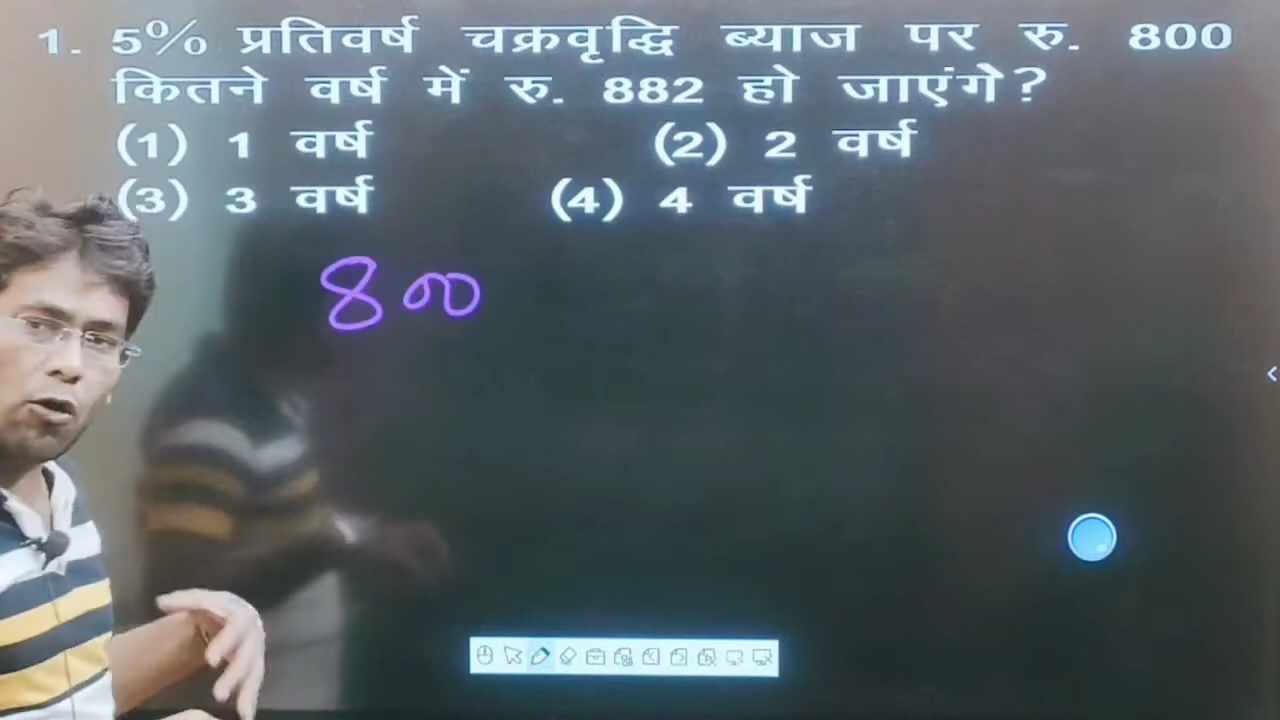 1. 5% प्रतिवर्ष चक्रवृद्धि ब्याज पर रु. 800
कितने वर्ष में रु. 882 हो जाएंगे?
(1) 1 वर्ष (2) 2 वर्ष
(3) 3 वर्ष (4) 4 वर्ष
800